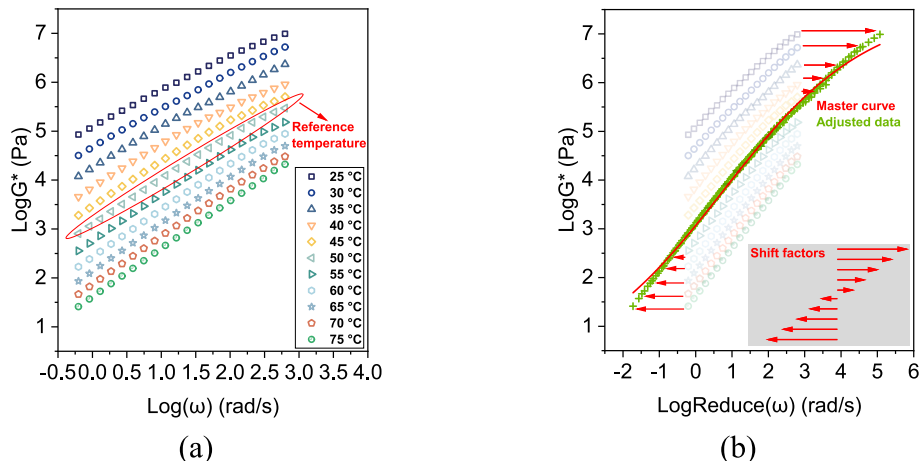 7
6
5
4
3
2
1
LogG* (Pa)
-0.5 0.0 0.5 1.0 1.5 2.0 2.5 3.0 3.5 4.0
Log(ω) (rad/s)
Reference
temperature
25 °C
30 °C
35 °C
40 °C
45 °C
50 °C
55 °C
60 °C
65 °C
70 °C
75 °C
(a)
7
6
5
4
3
2
1
LogG* (Pa)
-2 -1 0 1 2 3 4 5 6
LogReduce(ω) (rad/s)
Master curve
Adjusted data
Shift factors
(b)